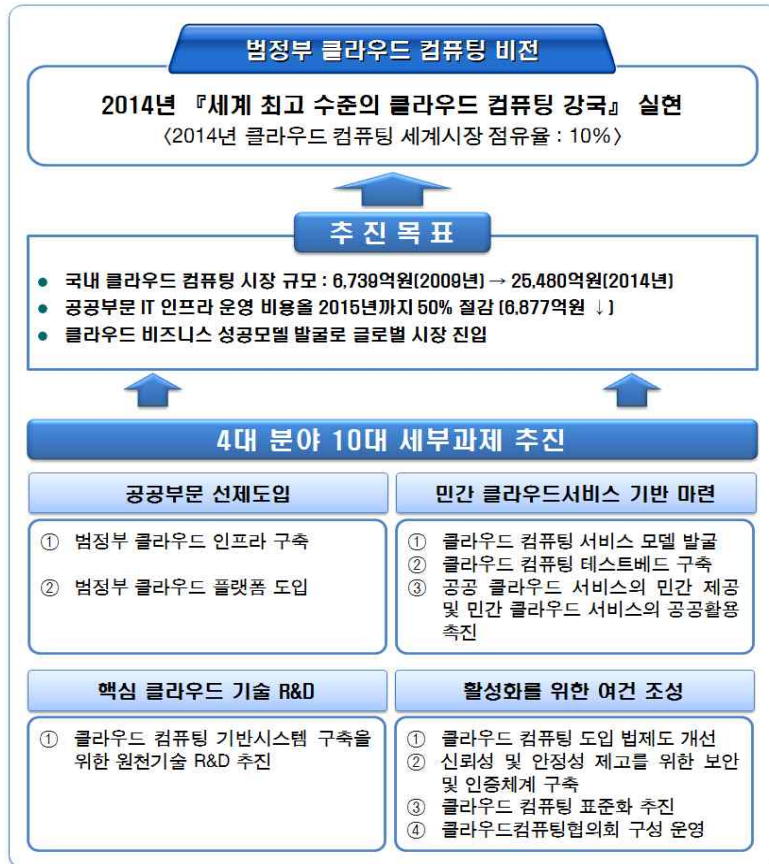 범정부 클라우드 컴퓨팅 비전
2014년 『세계 최고 수준의 클라우드 컴퓨팅 강국』 실현
<2014년 클라우드 컴퓨팅 세계시장 점유율 : 10%>
추진목표
● 국내 클라우드 컴퓨팅 시장 규모 : 6,739억원(2009년) → 25,480억원(2014년)
● 공공부문 IT 인프라 운영 비용을 2015년까지 50% 절감 (6,877억원 ↓)
● 클라우드 비즈니스 성공모델 발굴로 글로벌 시장 진입
4대 분야 10대 세부과제 추진
공공부문 선제도입
① 범정부 클라우드 인프라 구축
② 범정부 클라우드 플랫폼 도입
민간 클라우드서비스 기반 마련
① 클라우드 컴퓨팅 서비스 모델 발굴
② 클라우드 컴퓨팅 테스트베드 구축
③ 공공 클라우드 서비스의 민간 제공
및 민간 클라우드 서비스의 공공활용
촉진
핵심 클라우드 기술 R&D
① 클라우드 컴퓨팅 기반시스템 구축을
위한 원천기술 R&D 추진
활성화를 위한 여건 조성
① 클라우드 컴퓨팅 도입 법제도 개선
② 신뢰성 및 안정성 제고를 위한 보안
및 인증체계 구축
③ 클라우드 컴퓨팅 표준화 추진
④ 클라우드컴퓨팅협의회 구성 운영